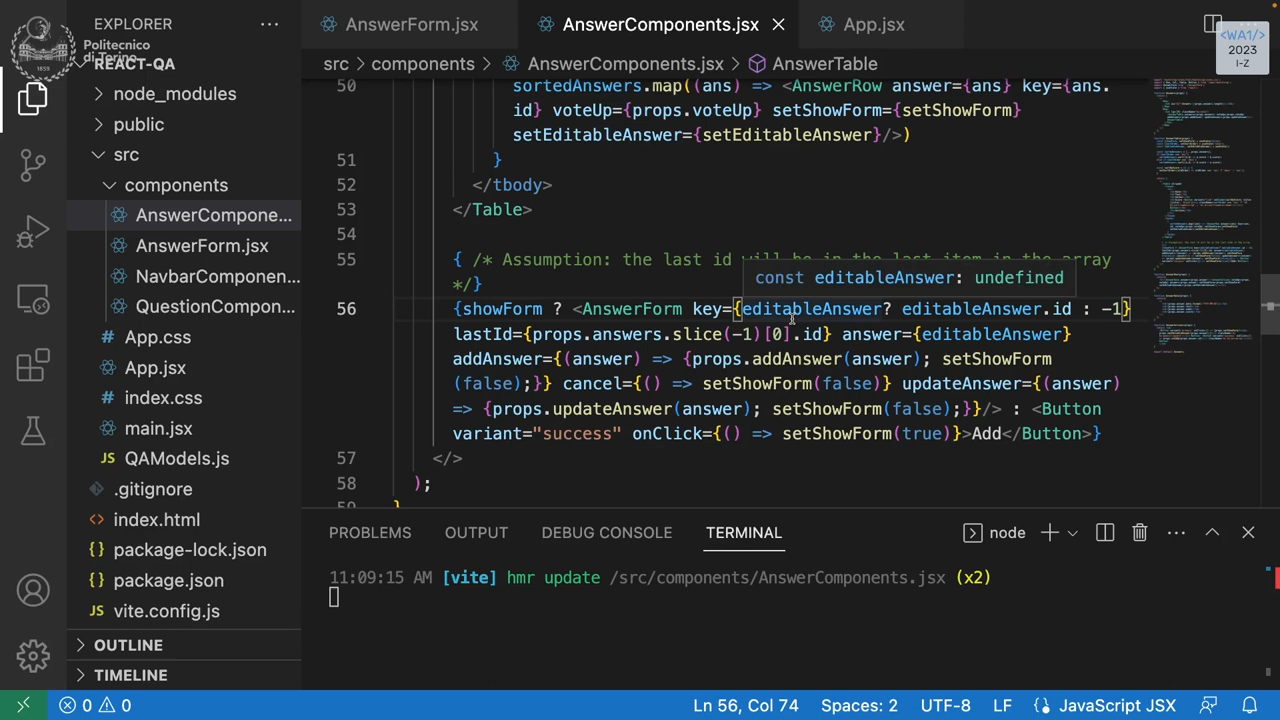 EXPLORER
Politecnico
di Torino
REACT-QA
node_modules
public
src
components
AnswerCompone...
AnswerForm.jsx
NavbarComponen...
QuestionCompon...
App.css
App.jsx
index.css
main.jsx
JS QAModels.js
.gitignore
index.html
package-lock.json
package.json
JS vite.config.js
OUTLINE
TIMELINE
AnswerForm.jsx AnswerComponents.jsx App.jsx
<WA1/>
2023
I-Z
src > components > AnswerComponents.jsx > AnswerTable
50 sortedAnswers.map((ans) => <AnswerRow answer={ans} key={ans.
id} voteUp={props.voteUp} setShowForm={setShowForm}
setEditableAnswer={setEditableAnswer}/>)
51 }
52 </tbody>
53 </Table>
54
55 { /* the last id in the array
*/}
const editableAnswer: undefined
56 {showForm ? <AnswerForm key={editableAnswer? editableAnswer.id : -1}
lastId={props.answers.slice(-1)[0].id} answer={editableAnswer}
addAnswer={(answer) => {props.addAnswer(answer); setShowForm
(false);}} cancel={() => setShowForm(false)} updateAnswer={(answer)
=> {props.updateAnswer(answer); setShowForm(false);}}/> : <Button
variant="success" onClick={() => setShowForm(true)}>Add</Button>}
57 </>
58 );
59 }
PROBLEMS OUTPUT DEBUG CONSOLE TERMINAL node
11:09:15 AM [vite] hmr update /src/components/AnswerComponents.jsx (x2)
0 0 Ln 56, Col 74 Spaces: 2 UTF-8 LF JavaScript JSX